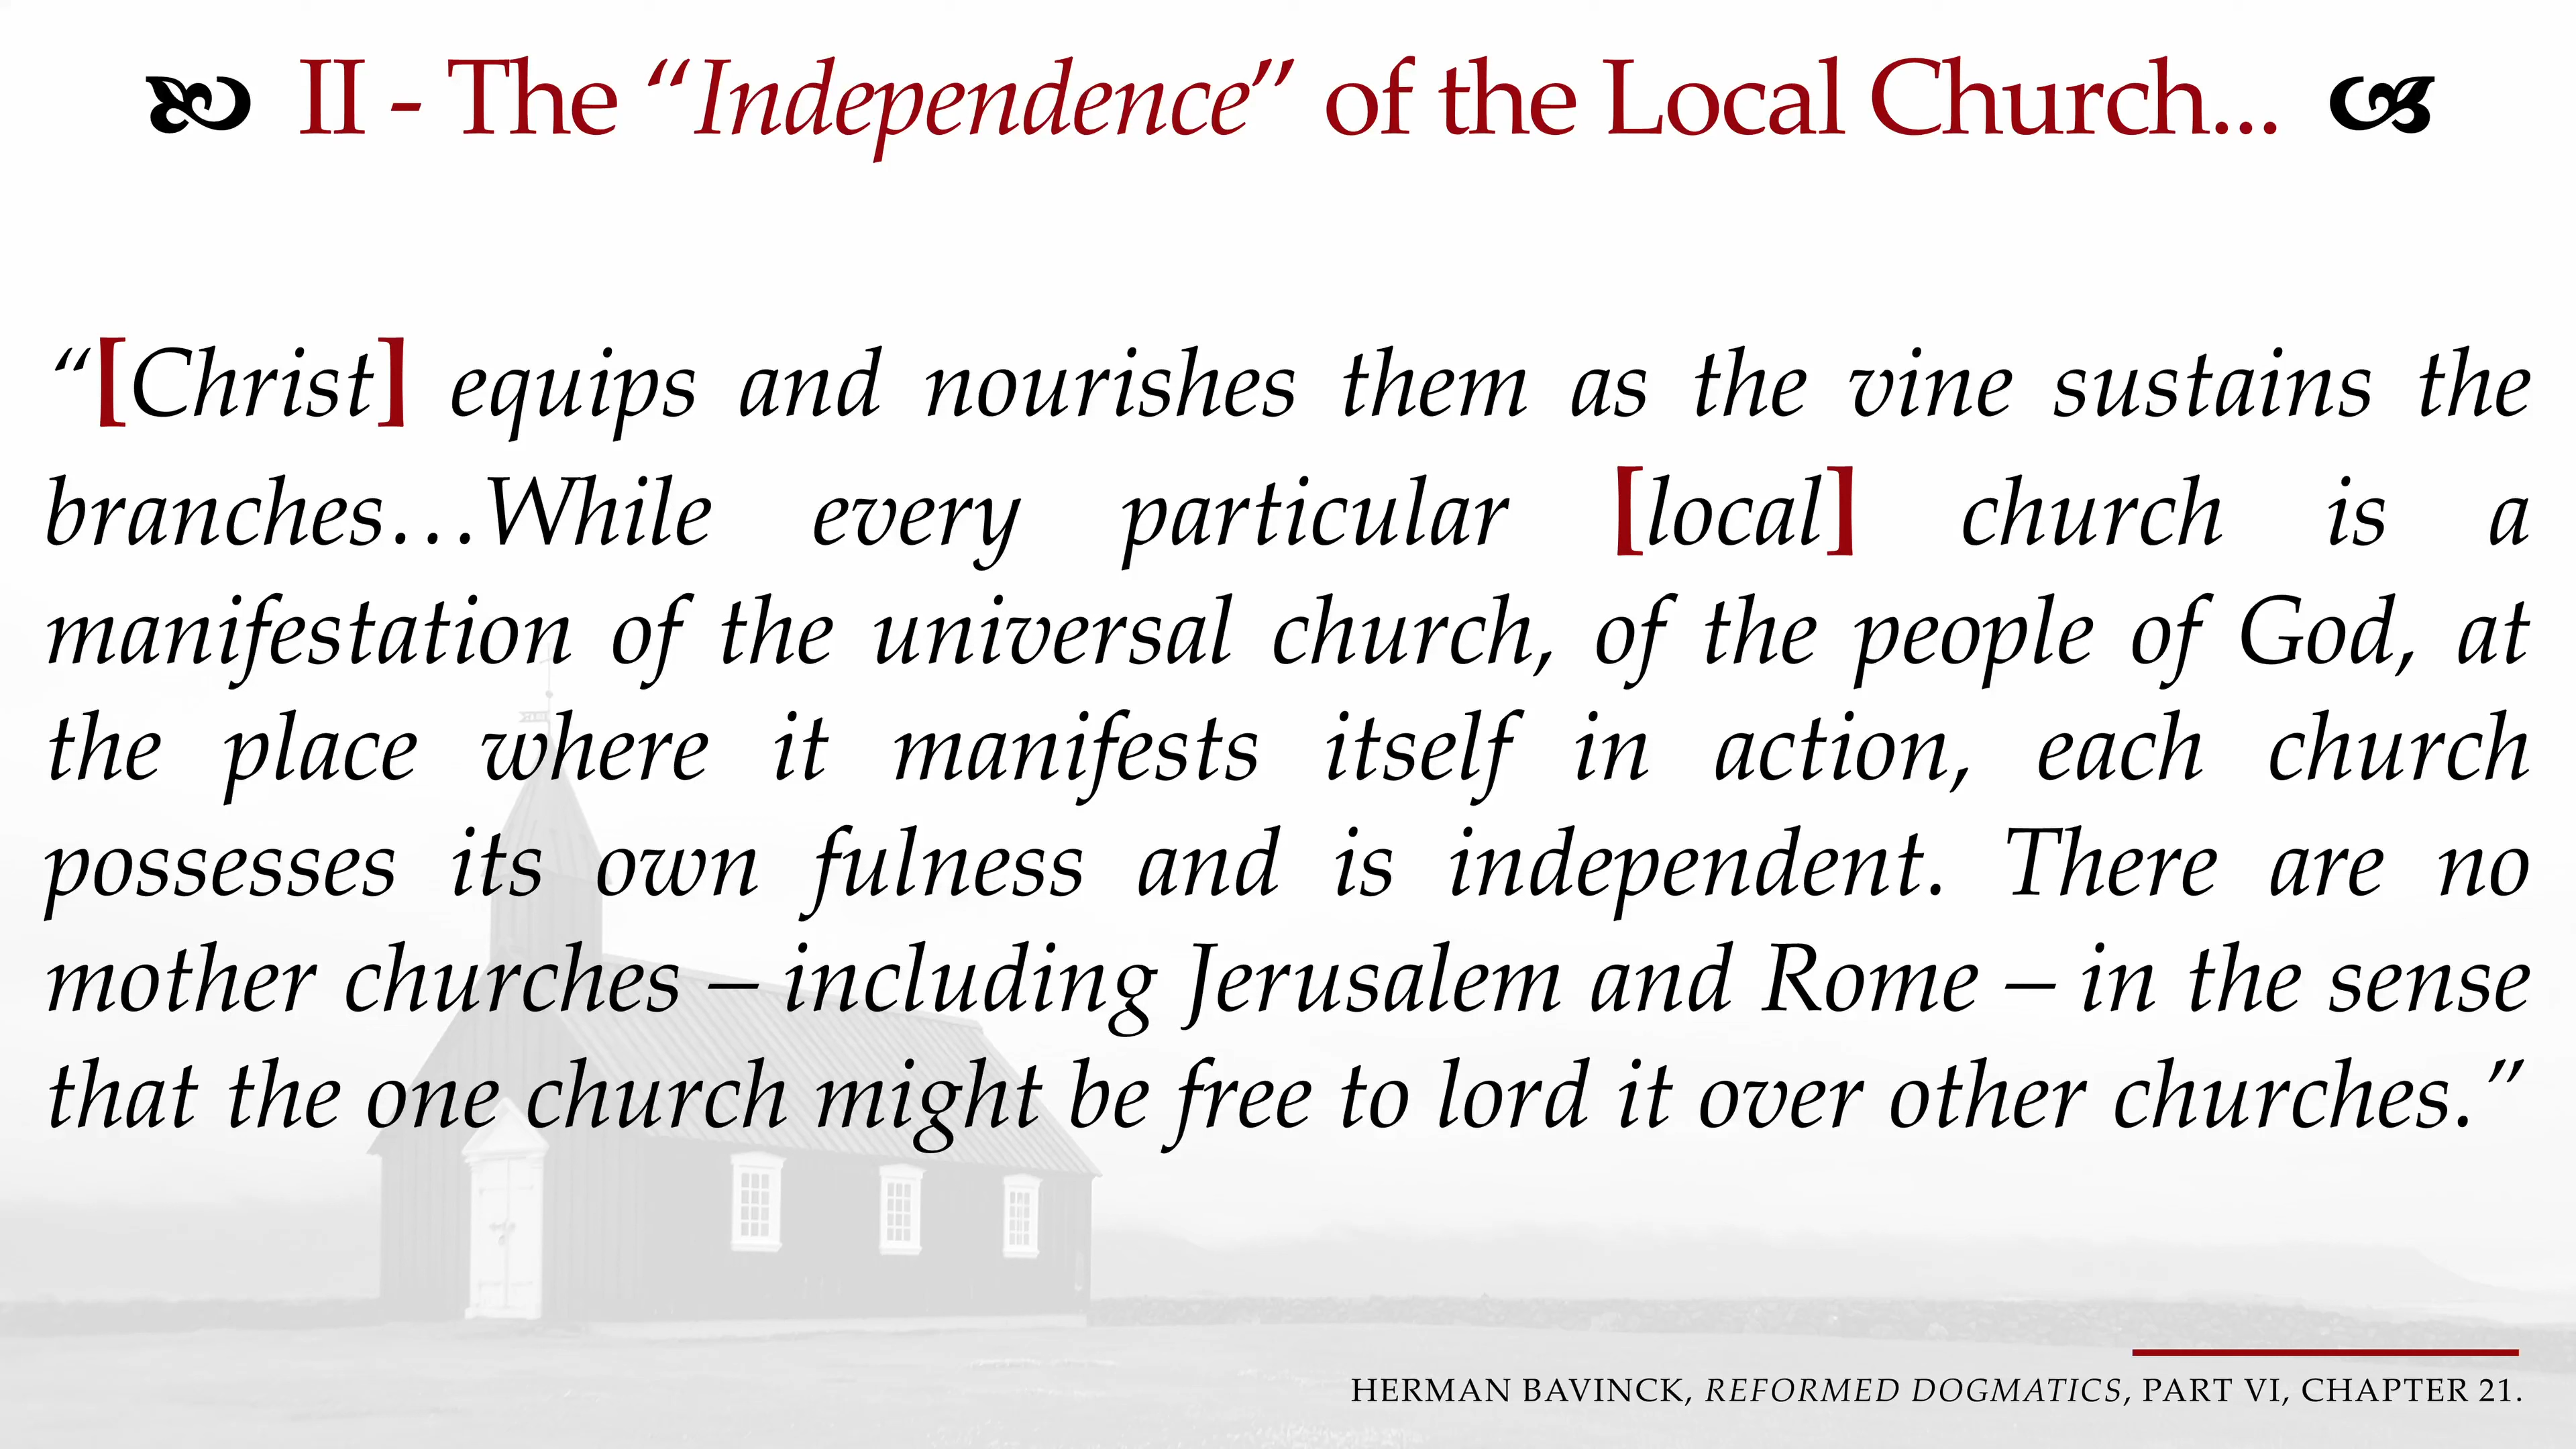 II - The “Independence” of the Local Church...
“[Christ] equips and nourishes them as the vine sustains the
branches…While every particular [local] church is a
manifestation of the universal church, of the people of God, at
the place where it manifests itself in action, each church
possesses its own fulness and is independent. There are no
mother churches – including Jerusalem and Rome – in the sense
that the one church might be free to lord it over other churches.”
HERMAN BAVINCK, REFORMED DOGMATICS, PART VI, CHAPTER 21.